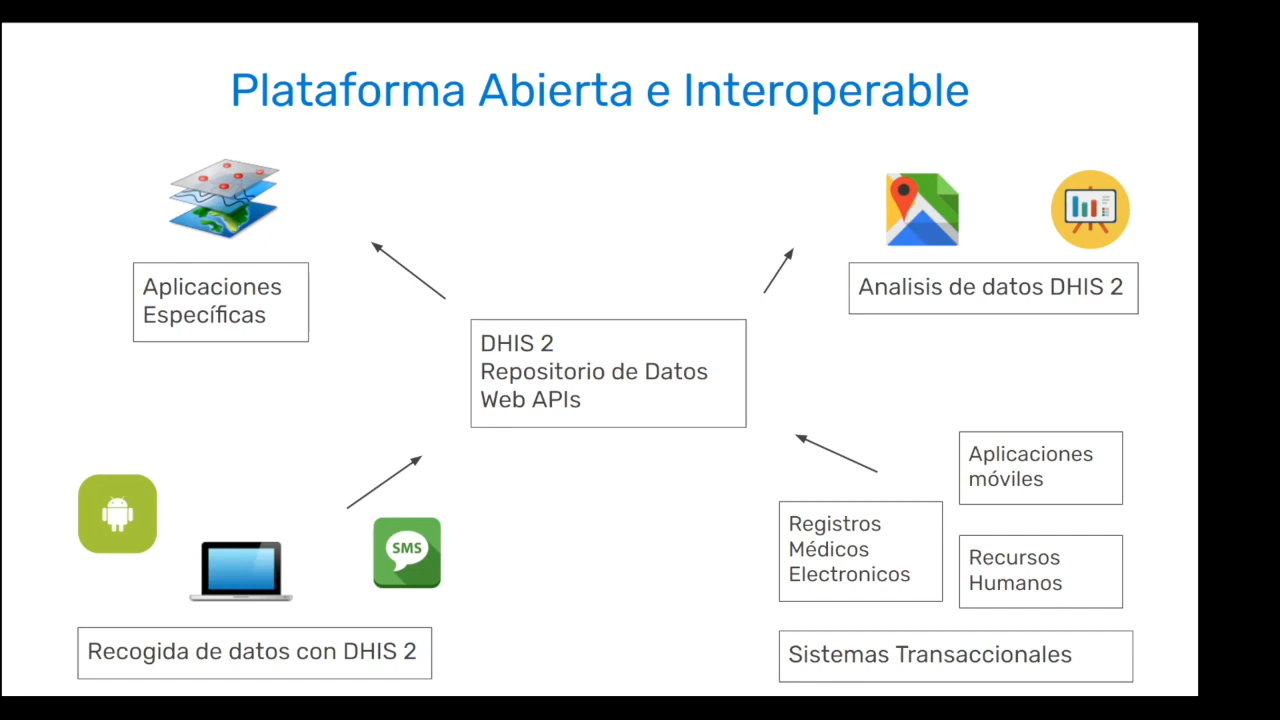 Plataforma Abierta e Interoperable
Aplicaciones
Específicas
Analisis de datos DHIS 2
DHIS 2
Repositorio de Datos
Web APIs
SMS
Recogida de datos con DHIS 2
Aplicaciones
móviles
Registros
Médicos
Electronicos
Recursos
Humanos
Sistemas Transaccionales